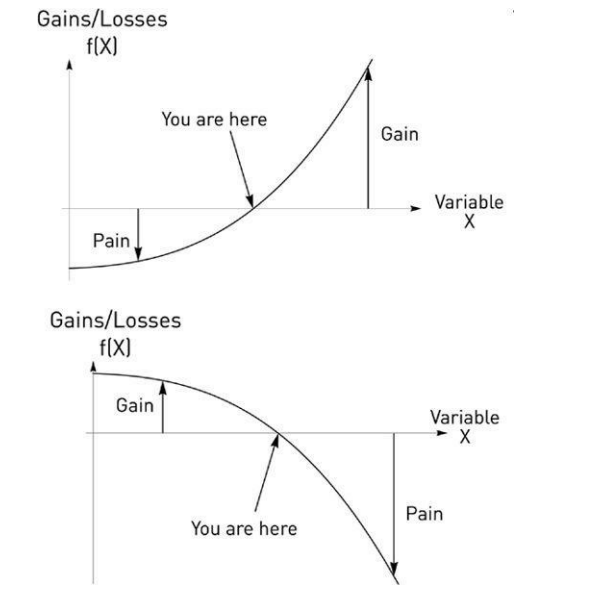 Gains/Losses
f(X)
You are here
Gain
Variable
X
Pain
Gains/Losses
f(X)
Gain
Variable
X
Pain
You are here